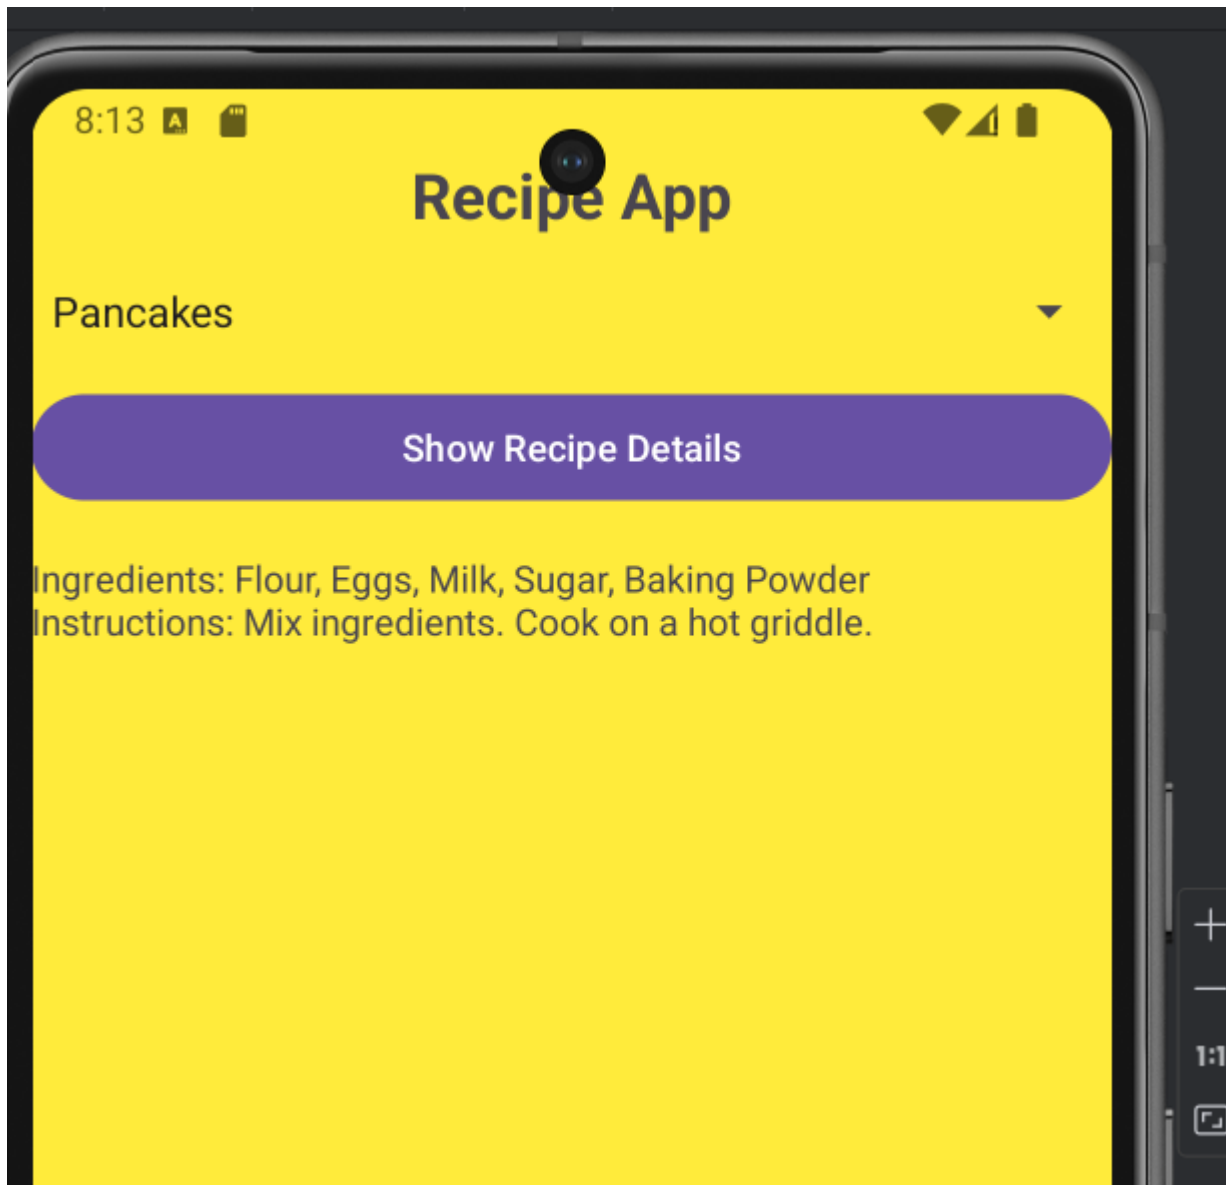 8:13 A
Recipe App
Pancakes
Show Recipe Details
Ingredients: Flour, Eggs, Milk, Sugar, Baking Powder
Instructions: Mix ingredients. Cook on a hot griddle.
1:1